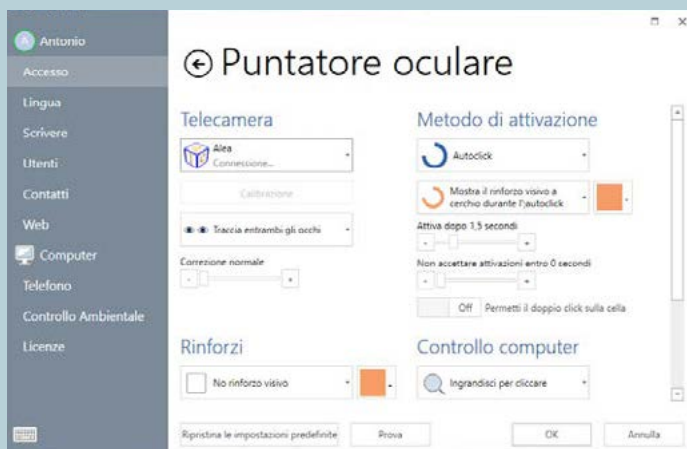 A Antonio
Accesso
Lingua
Scrivere
Utenti
Contatti
Web
Computer
Telefono
Controllo Ambientale
Licenze
Puntatore oculare
Telecamera
Alea
Connessione...
Calibrazione
Traccia entrambi gli occhi
Correzione normale
- +
Rinforzi
No rinforzo visivo
Metodo di attivazione
Autoclick
Mostra il rinforzo visivo a
cerchio durante l'autoclick
Attiva dopo 1,5 secondi
- +
Non accettare attivazioni entro 0 secondi
- +
Off Permetti il doppio click sulla cella
Controllo computer
Ingrandisci per cliccare
Ripristina le impostazioni predefinite
Prova
OK
Annulla